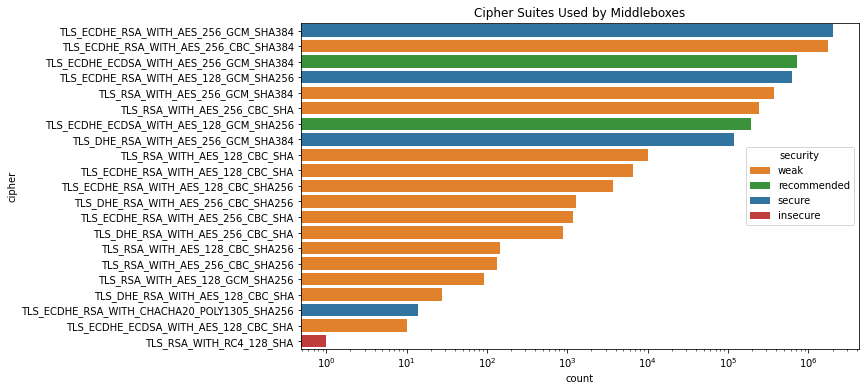 Cipher Suites Used by Middleboxes
cipher
TLS_ECDHE_RSA_WITH_AES_256_GCM_SHA384
TLS_ECDHE_RSA_WITH_AES_256_CBC_SHA384
TLS_ECDHE_ECDSA_WITH_AES_256_GCM_SHA384
TLS_ECDHE_RSA_WITH_AES_128_GCM_SHA256
TLS_RSA_WITH_AES_256_GCM_SHA384
TLS_RSA_WITH_AES_256_CBC_SHA
TLS_ECDHE_ECDSA_WITH_AES_128_GCM_SHA256
TLS_DHE_RSA_WITH_AES_256_GCM_SHA384
TLS_RSA_WITH_AES_128_CBC_SHA
TLS_ECDHE_RSA_WITH_AES_128_CBC_SHA
TLS_ECDHE_RSA_WITH_AES_128_CBC_SHA256
TLS_DHE_RSA_WITH_AES_256_CBC_SHA256
TLS_ECDHE_RSA_WITH_AES_256_CBC_SHA
TLS_DHE_RSA_WITH_AES_256_CBC_SHA
TLS_RSA_WITH_AES_128_CBC_SHA256
TLS_RSA_WITH_AES_256_CBC_SHA256
TLS_RSA_WITH_AES_128_GCM_SHA256
TLS_DHE_RSA_WITH_AES_128_CBC_SHA
TLS_ECDHE_RSA_WITH_CHACHA20_POLY1305_SHA256
TLS_ECDHE_ECDSA_WITH_AES_128_CBC_SHA
TLS_RSA_WITH_RC4_128_SHA
security
weak
recommended
secure
insecure
10⁰ 10¹ 10² 10³ 10⁴ 10⁵ 10⁶
count